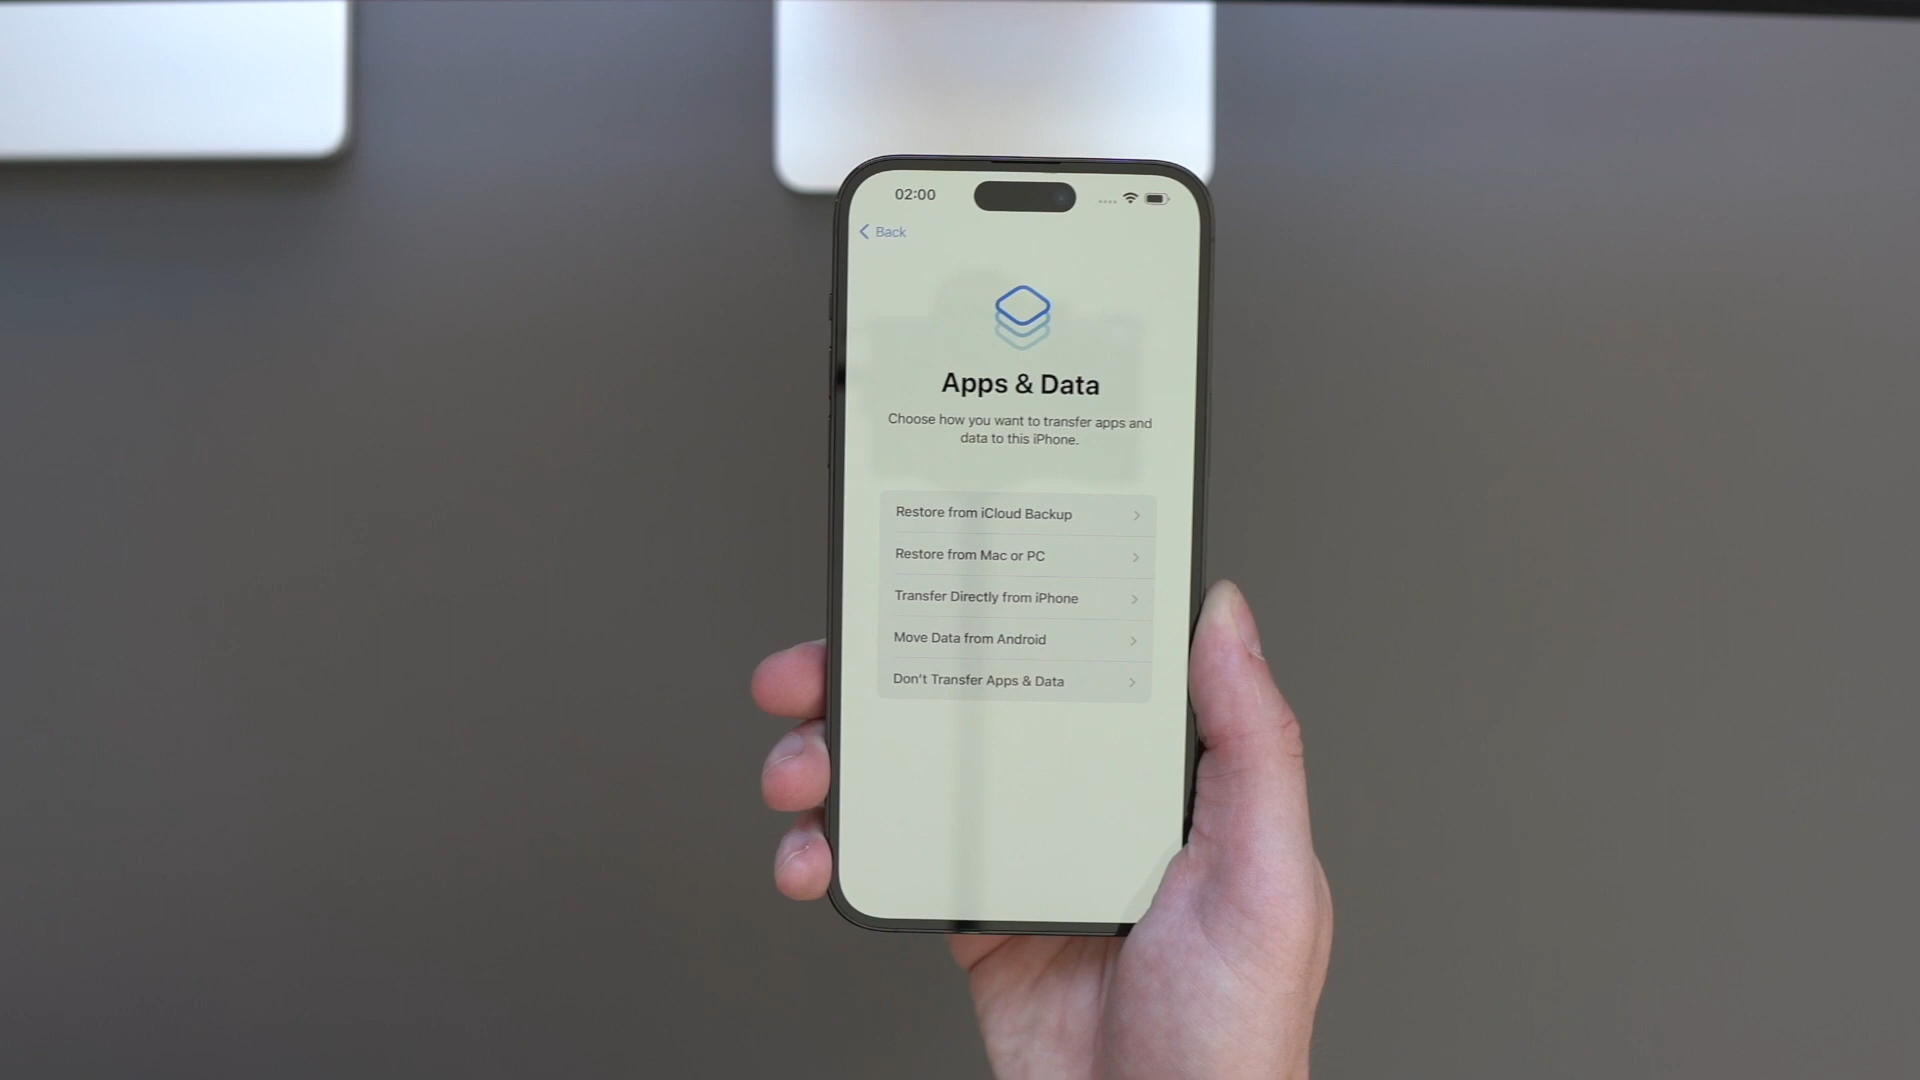 02:00
Back
Apps & Data
Choose how you want to transfer apps and
data to this iPhone.
Restore from iCloud Backup
Restore from Mac or PC
Transfer Directly from iPhone
Move Data from Android
Don't Transfer Apps & Data